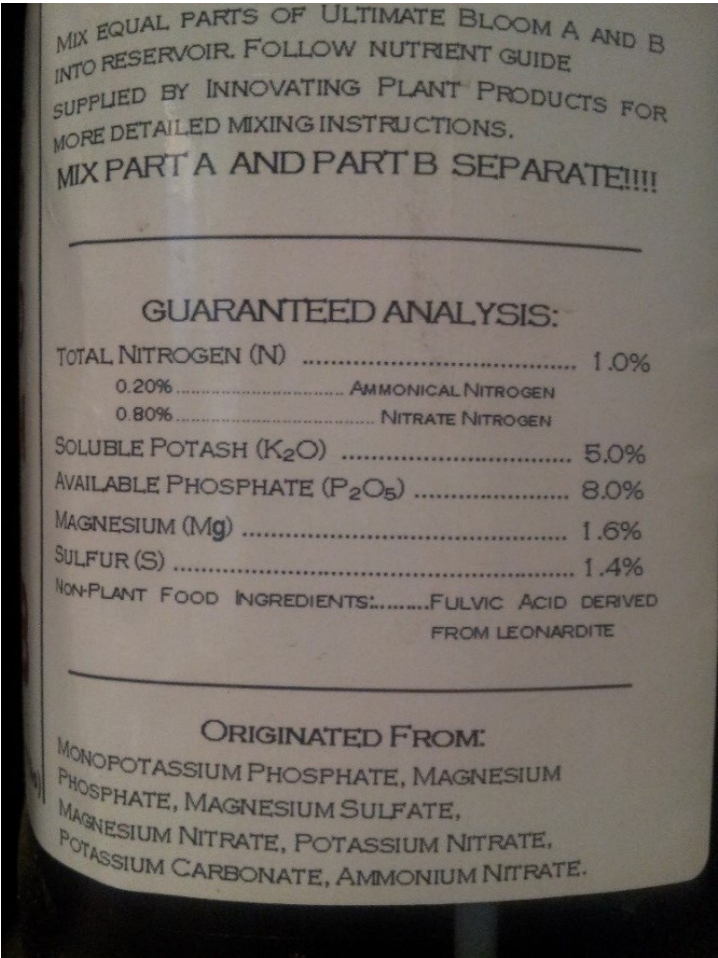 MIX EQUAL PARTS OF ULTIMATE BLOOM A AND B
INTO RESERVOIR. FOLLOW NUTRIENT GUIDE
SUPPLIED BY INNOVATING PLANT PRODUCTS FOR
MORE DETAILED MIXING INSTRUCTIONS.
MIX PART A AND PART B SEPARATE!!!!
GUARANTEED ANALYSIS:
TOTAL NITROGEN (N) ........................................ 1.0%
0.20% ................................ AMMONICAL NITROGEN
0.80% ...................................... NITRATE NITROGEN
SOLUBLE POTASH (K₂O) ................................ 5.0%
AVAILABLE PHOSPHATE (P₂O₅) ...................... 8.0%
MAGNESIUM (Mg) .............................................. 1.6%
SULFUR (S) ........................................................ 1.4%
NON-PLANT FOOD INGREDIENTS:.........FULVIC ACID DERIVED
FROM LEONARDITE
ORIGINATED FROM:
MONOPOTASSIUM PHOSPHATE, MAGNESIUM
PHOSPHATE, MAGNESIUM SULFATE,
MAGNESIUM NITRATE, POTASSIUM NITRATE,
POTASSIUM CARBONATE, AMMONIUM NITRATE.